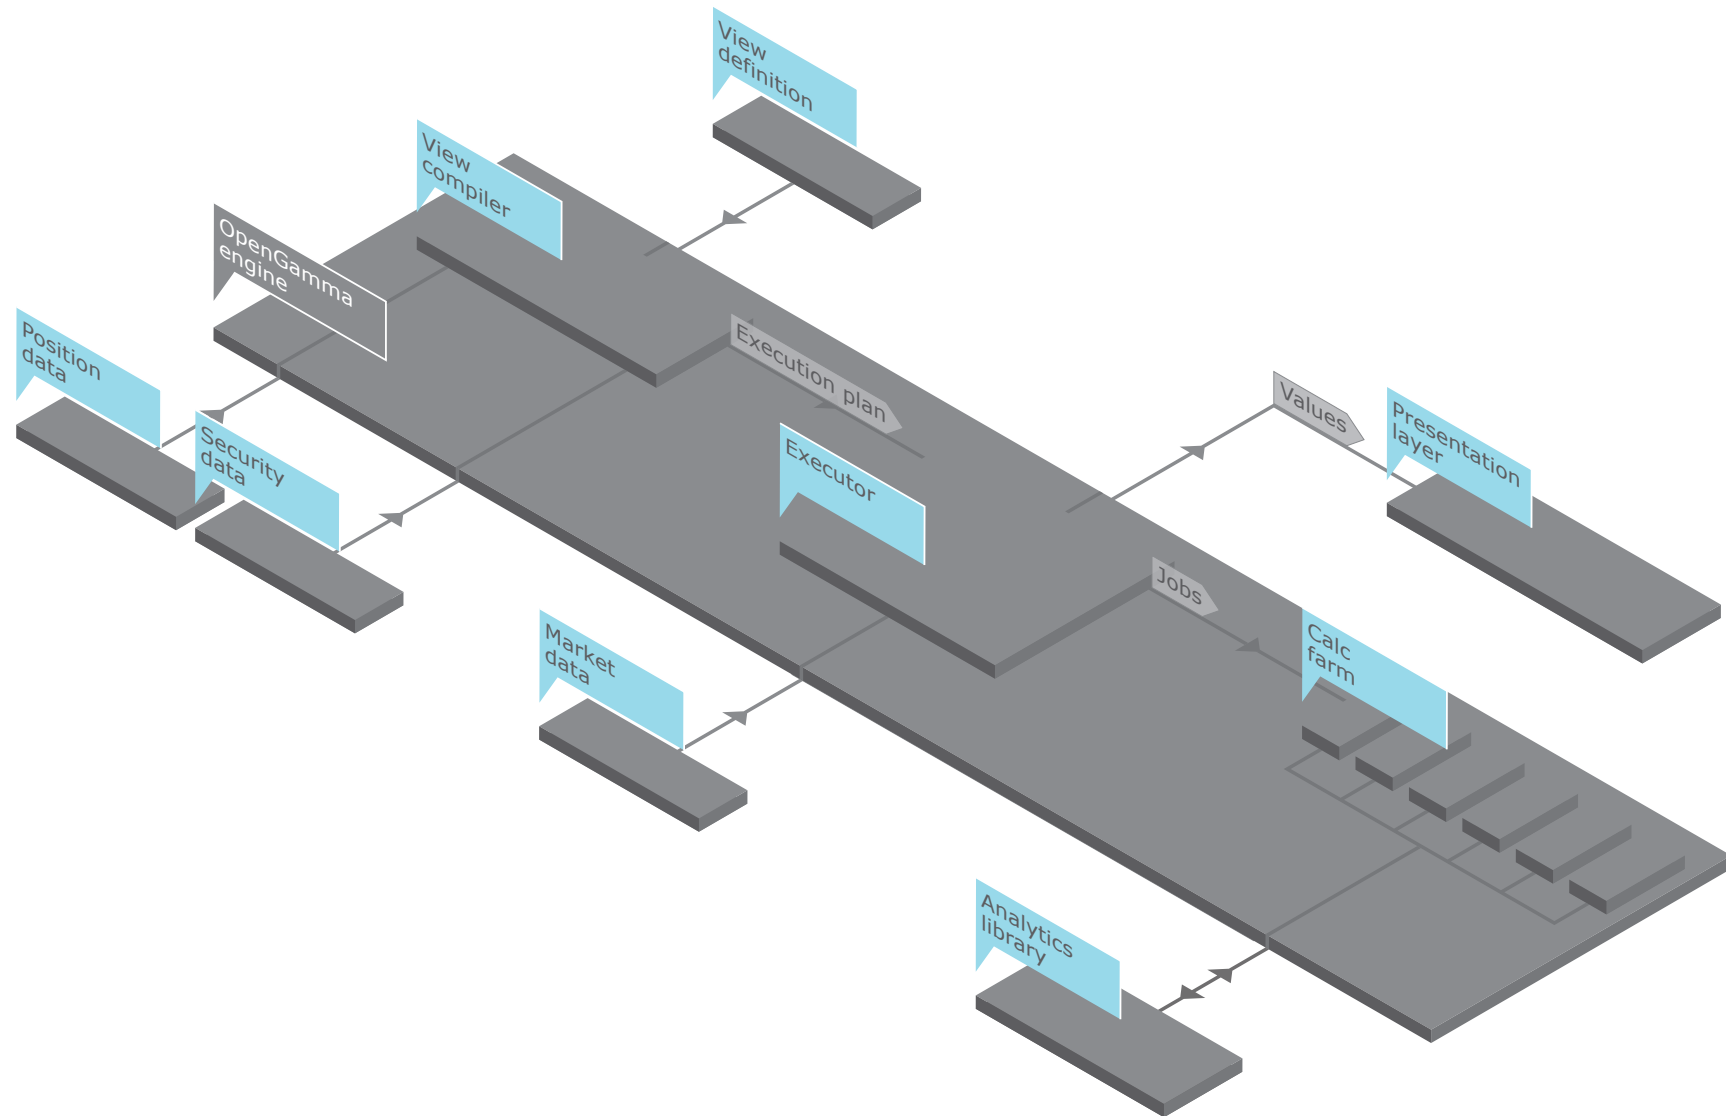 View
definition
View
compiler
OpenGamma
engine
Position
data
Execution plan
Security
data
Values
Presentation
layer
Executor
Jobs
Market
data
Calc
farm
Analytics
library